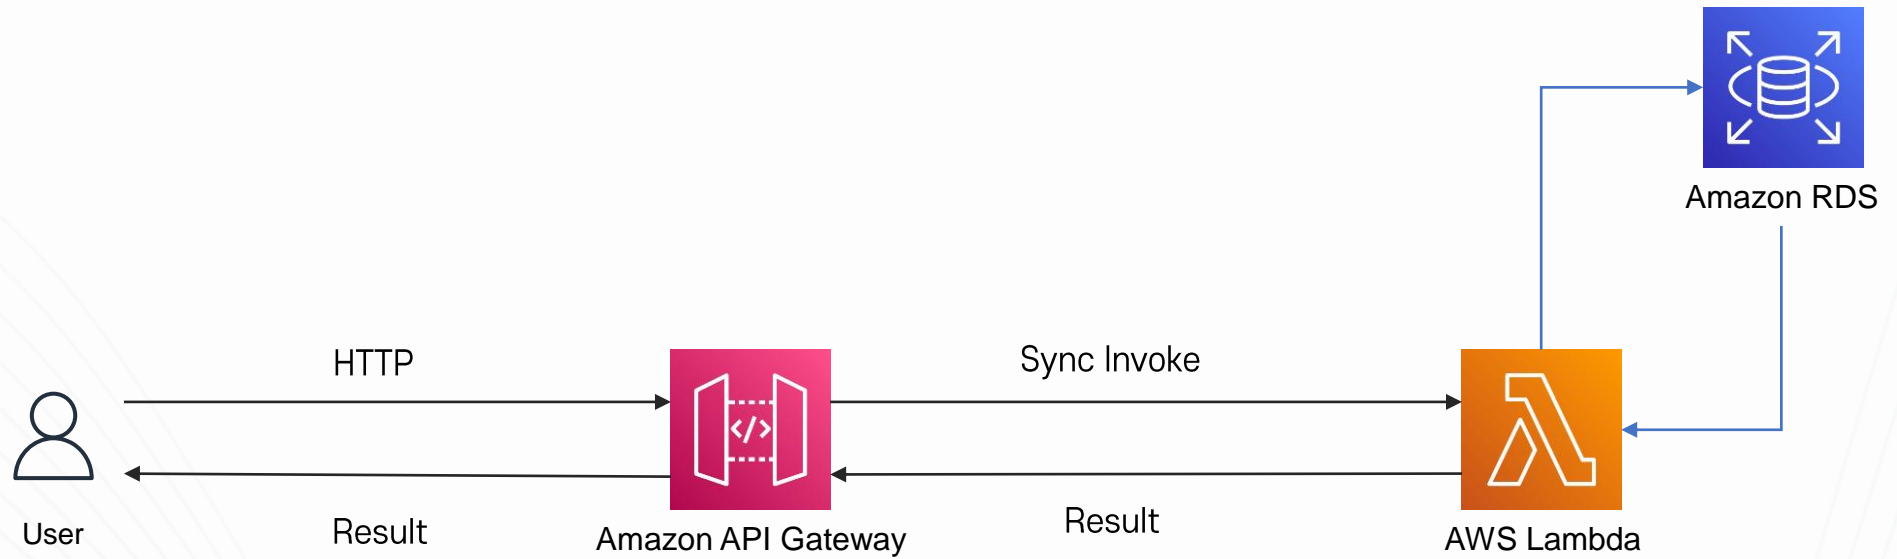 Amazon RDS
HTTP
Sync Invoke
</>
User
Result
Amazon API Gateway
Result
AWS Lambda